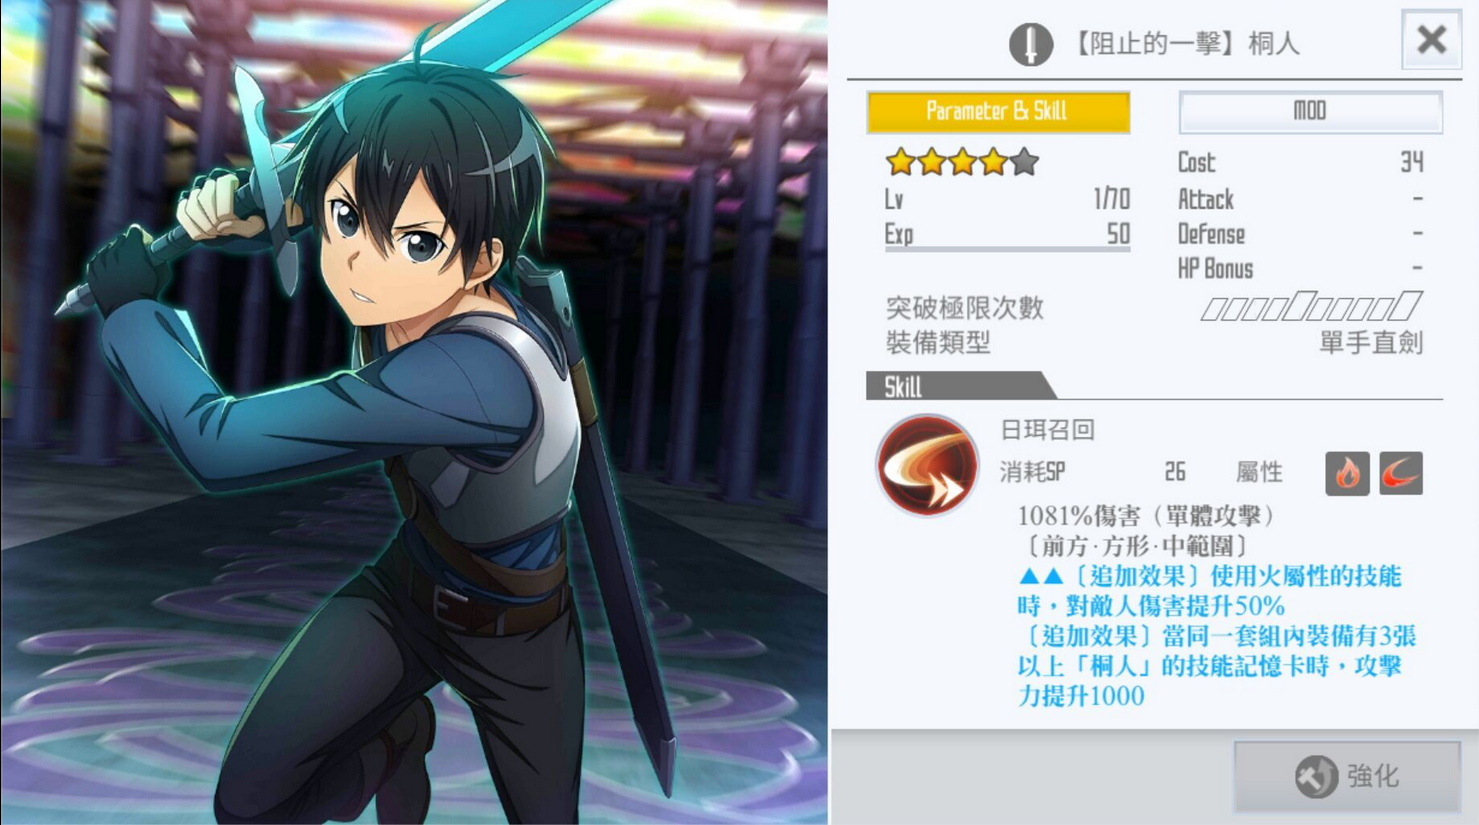 【阻止的一擊】桐人
Parameter & Skill
MOD
Lv 1/70
Exp 50
Cost 34
Attack -
Defense -
HP Bonus -
突破極限次數
裝備類型 單手直劍
Skill
日珥召回
消耗SP 26 屬性
1081%傷害（單體攻擊）
〔前方·方形·中範圍〕
▲▲〔追加效果〕使用火屬性的技能
時，對敵人傷害提升50%
〔追加效果〕當同一套組內裝備有3張
以上「桐人」的技能記憶卡時，攻擊
力提升1000
強化